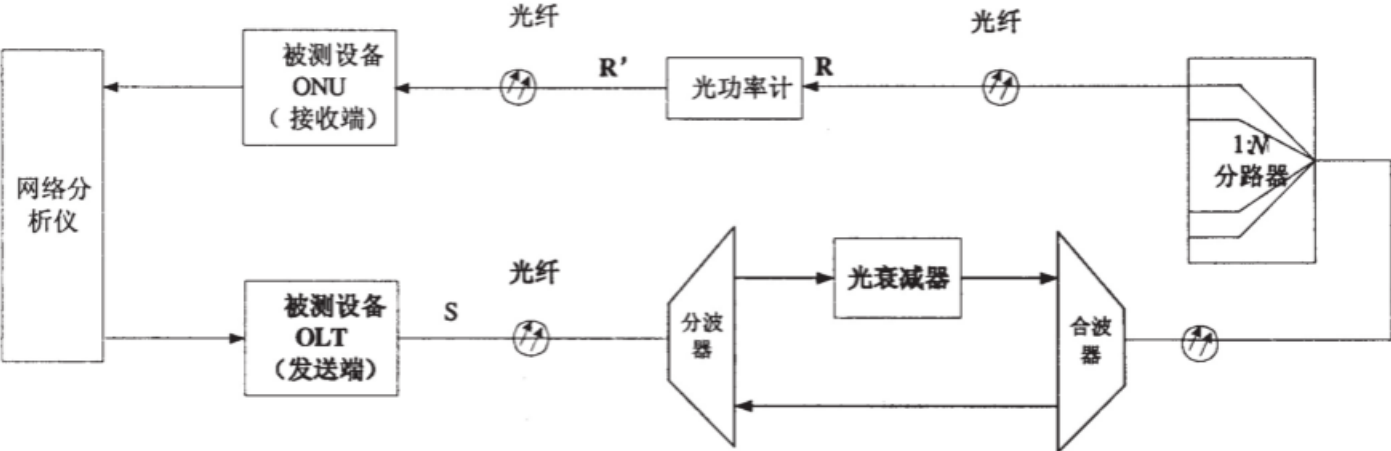 光纤
光纤
被测设备
ONU
（接收端）
R'
光功率计
R
1:N
分路器
网络分
析仪
光纤
被测设备
OLT
（发送端）
S
分波
器
光衰减器
合波
器